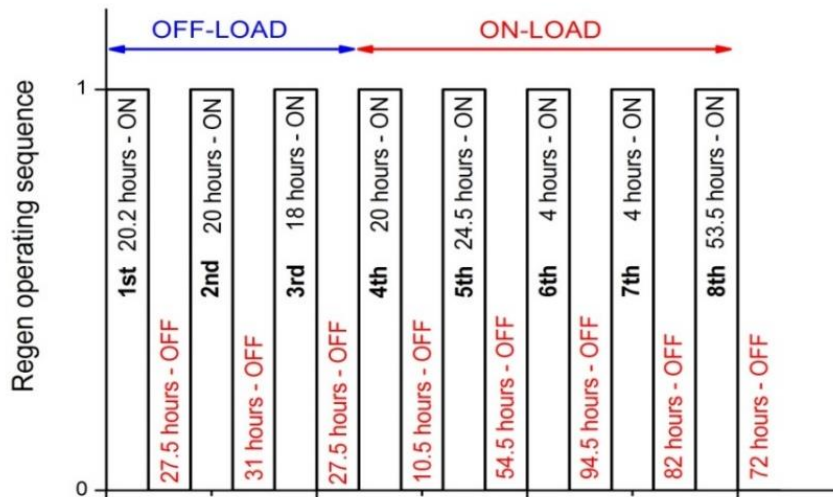 OFF-LOAD
ON-LOAD
Regen operating sequence
1
0
1st 20.2 hours - ON
27.5 hours - OFF
2nd 20 hours - ON
31 hours - OFF
3rd 18 hours - ON
27.5 hours - OFF
4th 20 hours - ON
10.5 hours - OFF
5th 24.5 hours - ON
54.5 hours - OFF
6th 4 hours - ON
94.5 hours - OFF
7th 4 hours - ON
82 hours - OFF
8th 53.5 hours - ON
72 hours - OFF